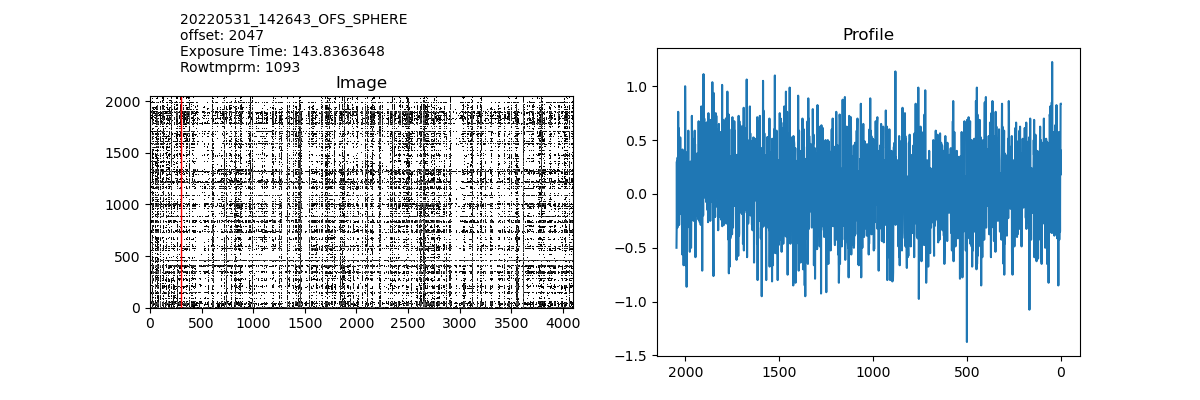 20220531_142643_OFS_SPHERE
offset: 2047
Exposure Time: 143.8363648
Rowtmprm: 1093
Image
2000
1500
1000
500
0
0 500 1000 1500 2000 2500 3000 3500 4000
Profile
1.0
0.5
0.0
−0.5
−1.0
−1.5
2000 1500 1000 500 0